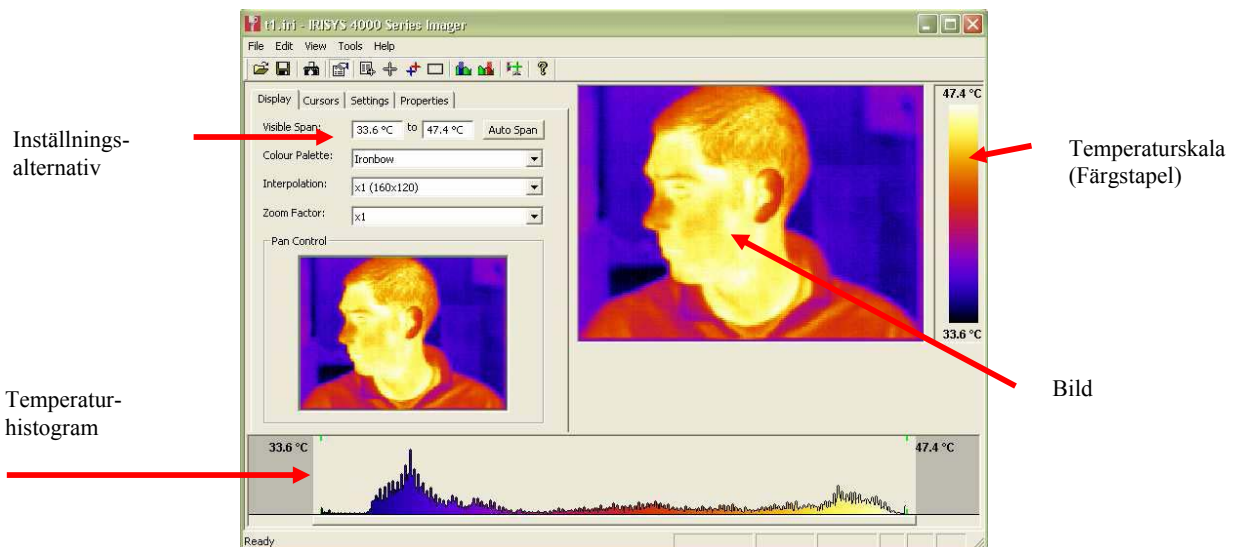 t1.iri - IRISYS 4000 Series Imager
File Edit View Tools Help
Display Cursors Settings Properties
Visible Span: 33.6 °C to 47.4 °C Auto Span
Colour Palette: Ironbow
Interpolation: x1 (160x120)
Zoom Factor: x1
Pan Control
47.4 °C
33.6 °C
Inställnings-
alternativ
Temperaturskala
(Färgstapel)
Bild
Temperatur-
histogram
33.6 °C
47.4 °C
Ready